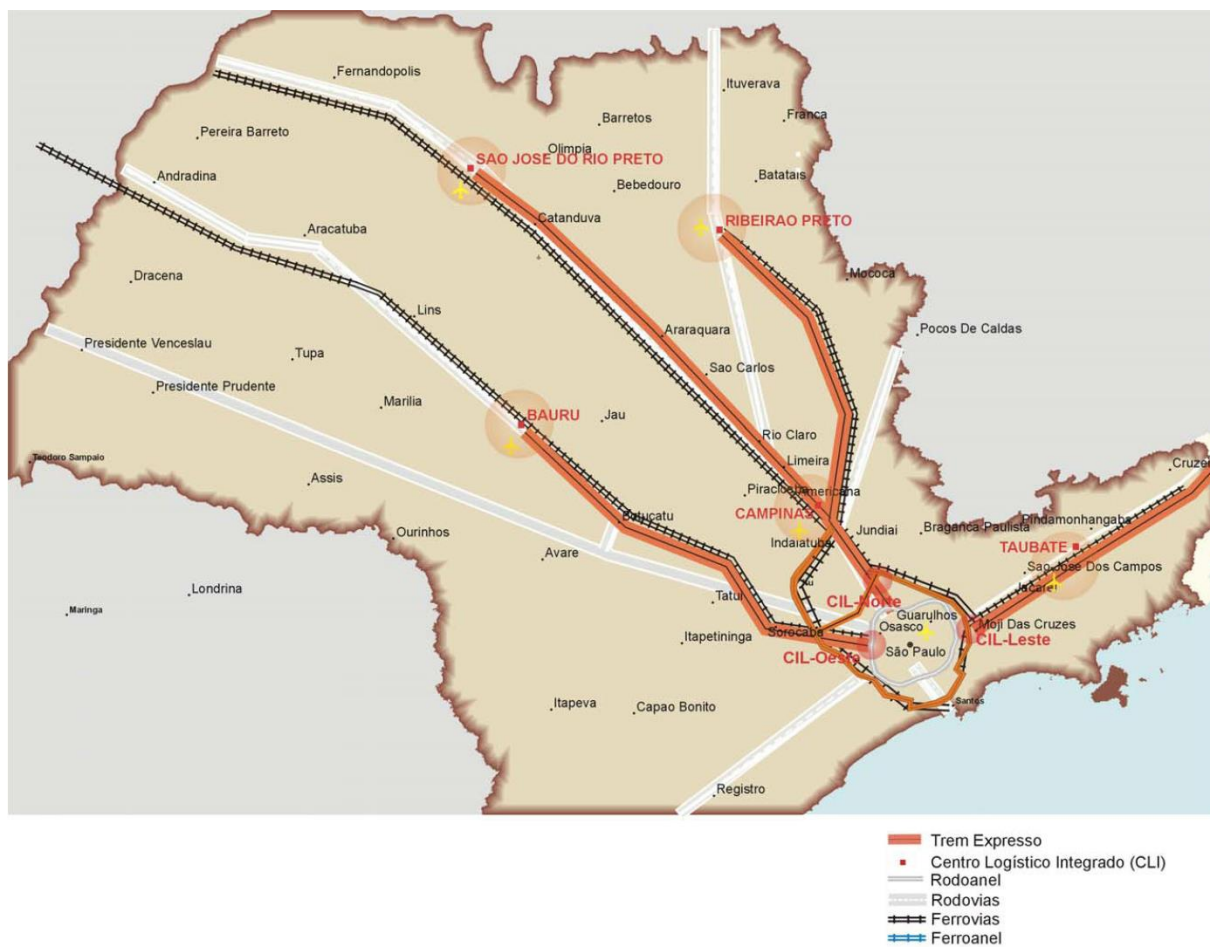 Fernandopolis
Ituverava
Franca
Barretos
Pereira Barreto
Olimpia
SAO JOSE DO RIO PRETO
Andradina
Bebedouro
Batatais
Catanduva
RIBEIRAO PRETO
Aracatuba
Dracena
Mococa
Lins
Araraquara
Pocos De Caldas
Presidente Venceslau
Tupa
Sao Carlos
Presidente Prudente
Marilia
BAURU
Jau
Rio Claro
Teodoro Sampaio
Limeira
Cruzei
Assis
Piracicaba
Americana
CAMPINAS
Botucatu
Ourinhos
Jundiai
Braganca Paulista
Pindamonhangaba
Indaiatuba
TAUBATE
Avare
Sao Jose Dos Campos
Londrina
Jacarei
Tatui
CIL-Norte
Maringa
Guarulhos
Sorocaba
Osasco
Moji Das Cruzes
Itapetininga
CIL-Leste
São Paulo
CIL-Oeste
Itapeva
Capao Bonito
Santos
Registro
Trem Expresso
Centro Logístico Integrado (CLI)
Rodoanel
Rodovias
Ferrovias
Ferroanel